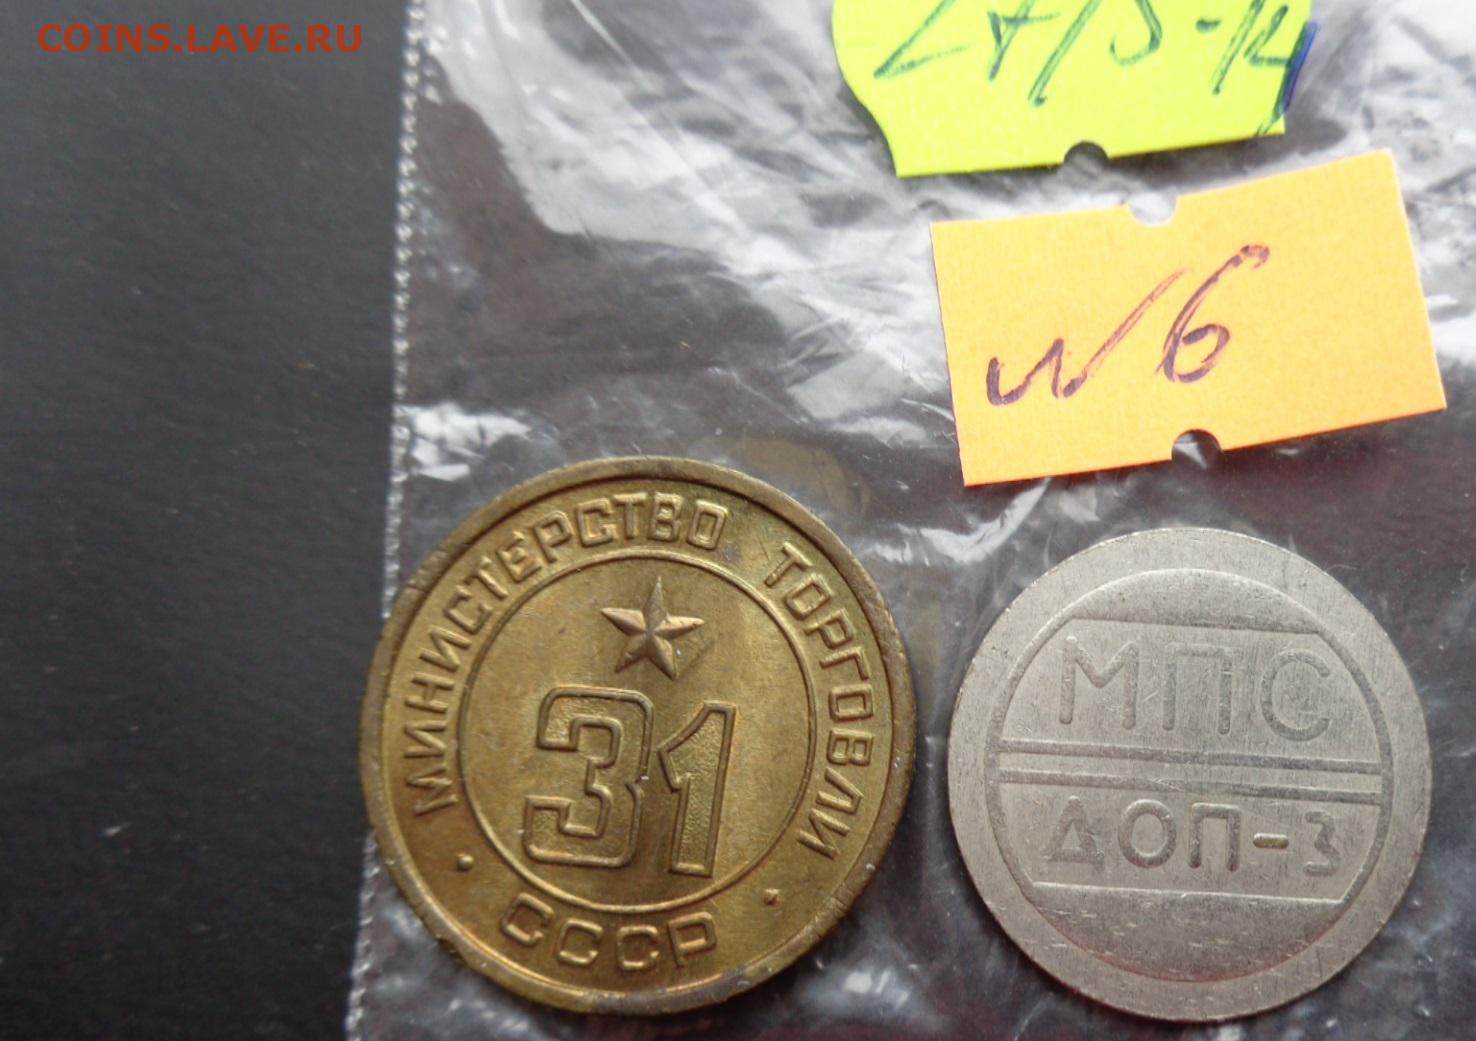 COINS.LAVE.RU
№6
МИНИСТЕРСТВО ТОРГОВЛИ
31
СССР
МПС
ДОП-3